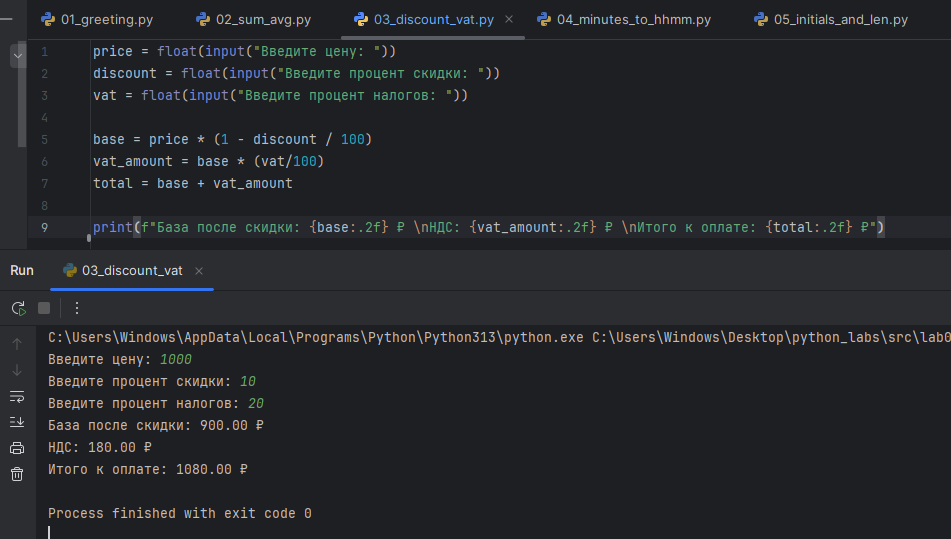 01_greeting.py 02_sum_avg.py 03_discount_vat.py 04_minutes_to_hhmm.py 05_initials_and_len.py
1 price = float(input("Введите цену: "))
2 discount = float(input("Введите процент скидки: "))
3 vat = float(input("Введите процент налогов: "))
4
5 base = price * (1 - discount / 100)
6 vat_amount = base * (vat/100)
7 total = base + vat_amount
8
9 print(f"База после скидки: {base:.2f} ₽ \nНДС: {vat_amount:.2f} ₽ \nИтого к оплате: {total:.2f} ₽")
Run 03_discount_vat
C:\Users\Windows\AppData\Local\Programs\Python\Python313\python.exe C:\Users\Windows\Desktop\python_labs\src\lab0
Введите цену: 1000
Введите процент скидки: 10
Введите процент налогов: 20
База после скидки: 900.00 ₽
НДС: 180.00 ₽
Итого к оплате: 1080.00 ₽
Process finished with exit code 0